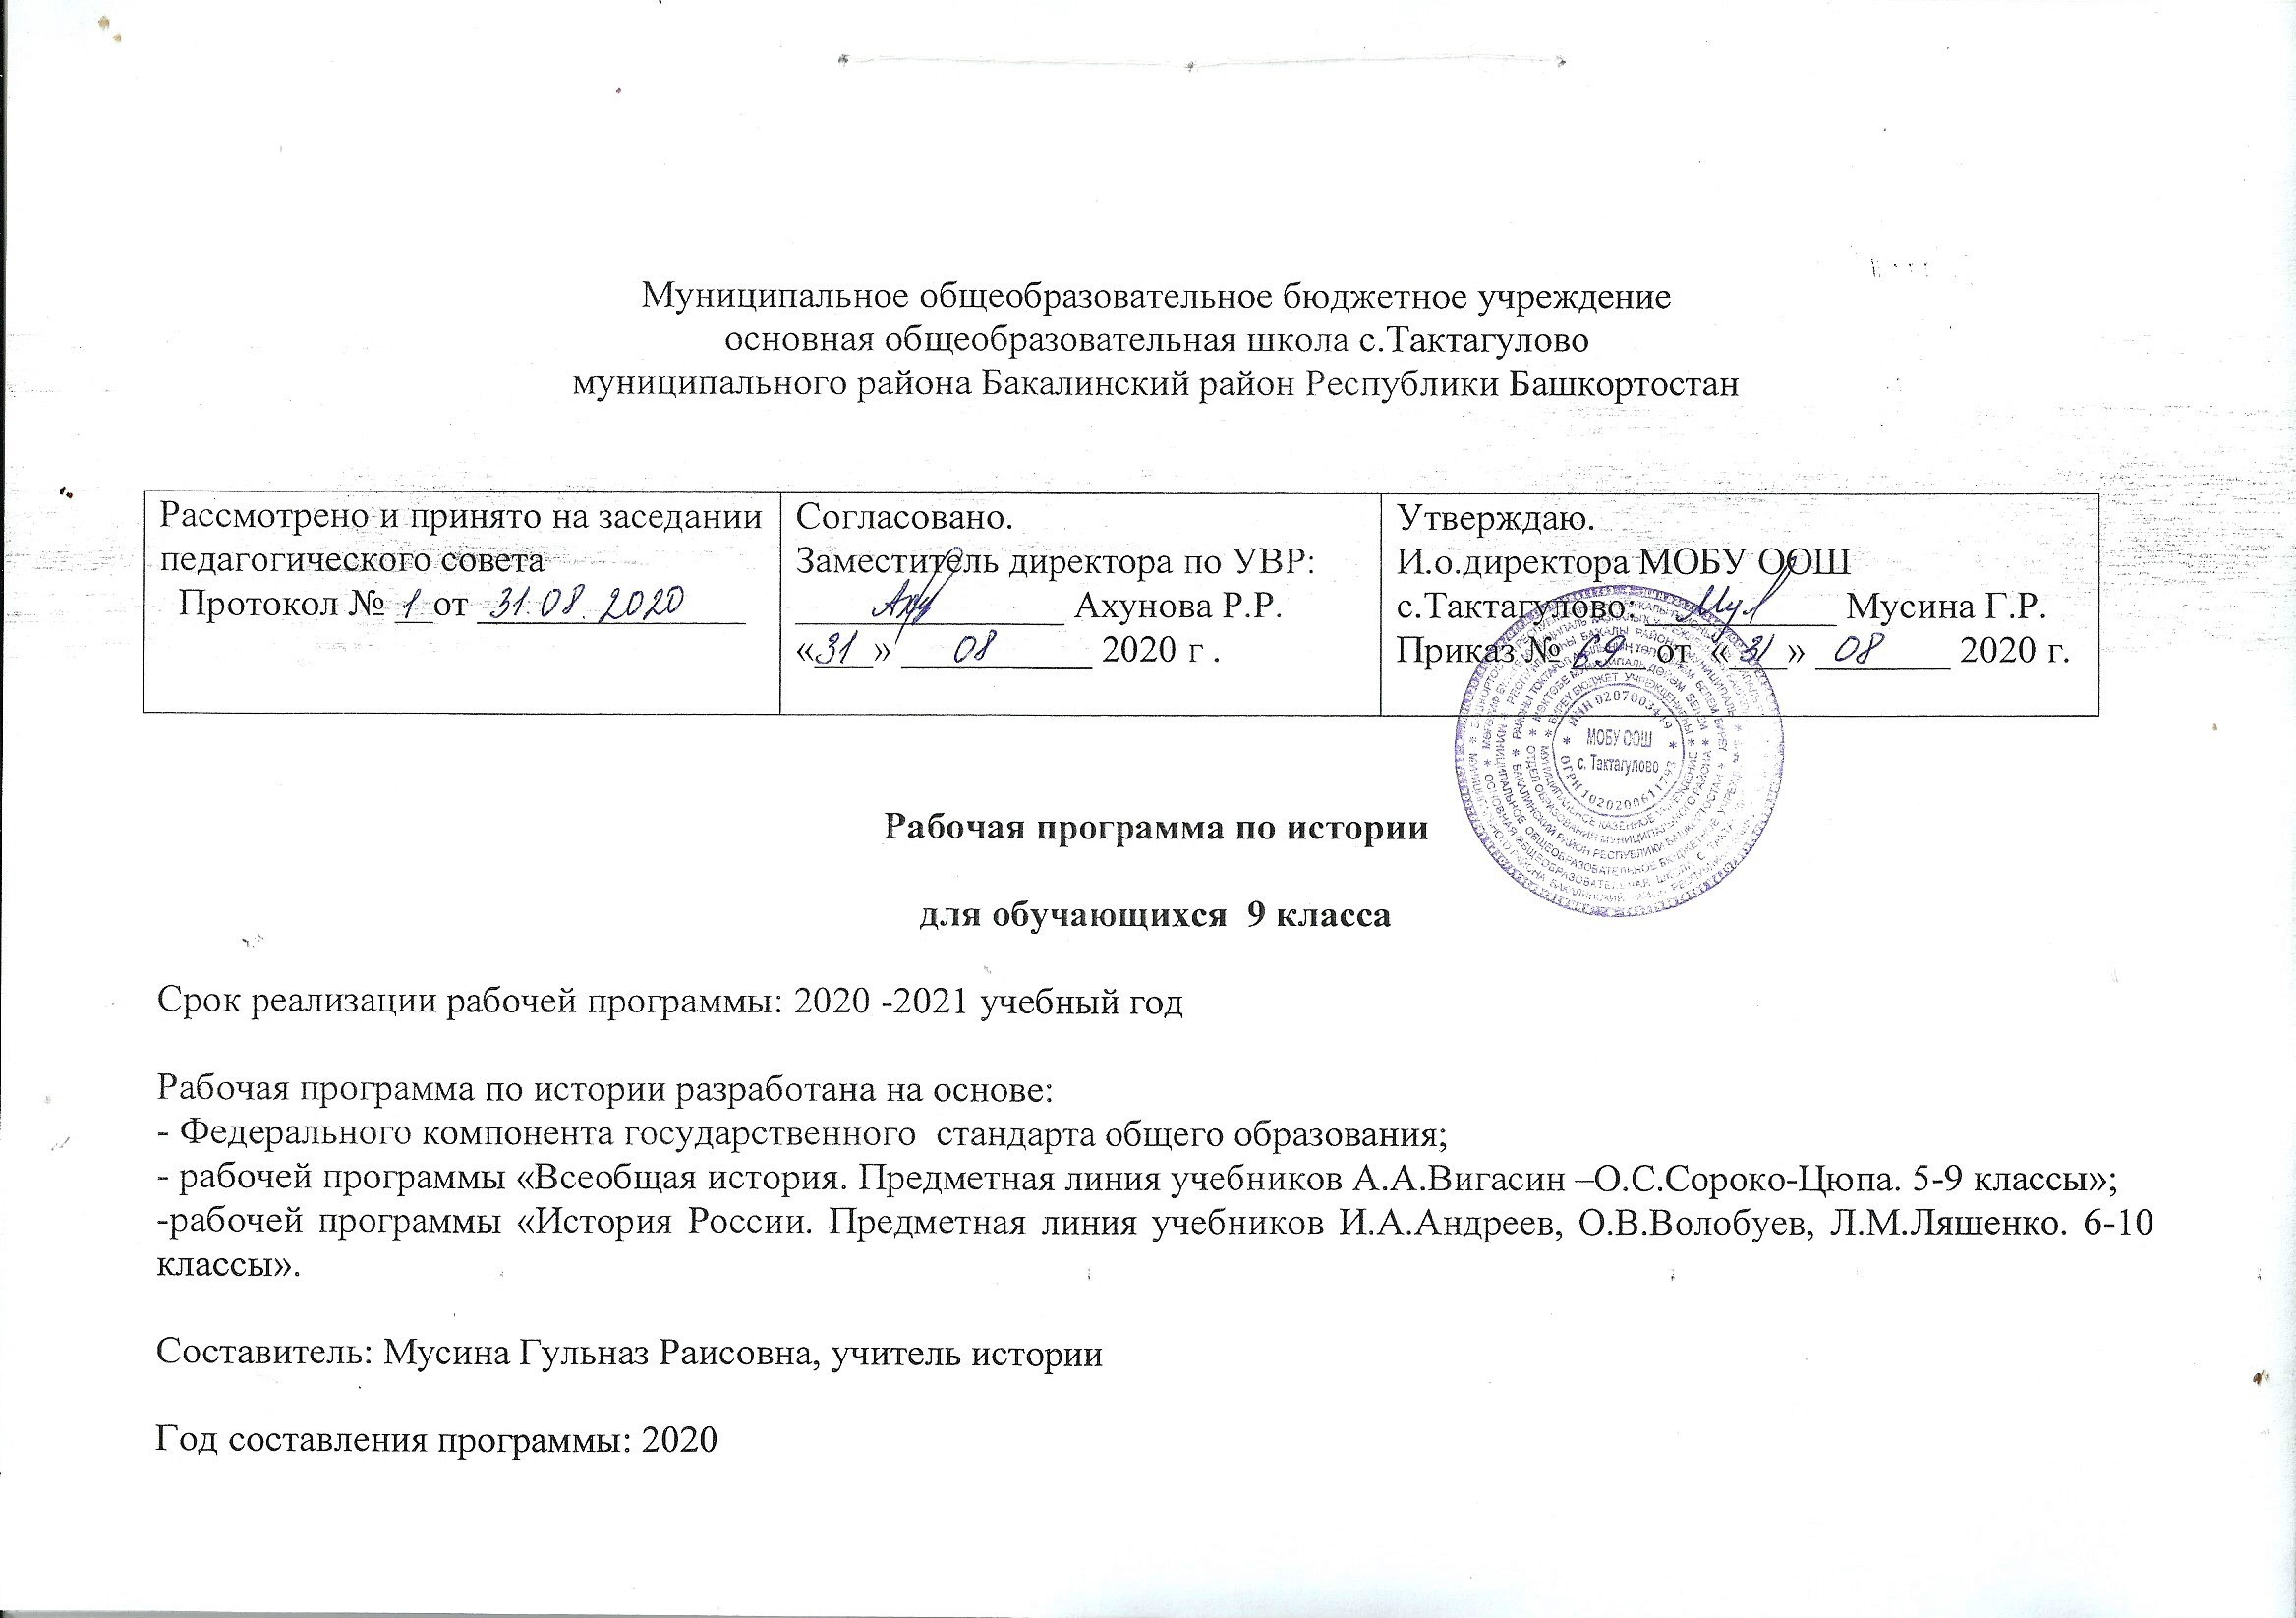 Муниципальное общеобразовательное бюджетное учреждение
основная общеобразовательная школа с.Тактагулово
муниципального района Бакалинский район Республики Башкортостан
Рассмотрено и принято на заседании
педагогического совета
Протокол № 1 от 31.08.2020
Согласовано.
Заместитель директора по УВР:
Ахунова Р.Р.
«31» 08 2020 г .
Утверждаю.
И.о.директора МОБУ ООШ
с.Тактагулово: Мусина Г.Р.
Приказ № 69 от «31» 08 2020 г.
МОБУ ООШ
с. Тактагулово
Рабочая программа по истории
для обучающихся 9 класса
Срок реализации рабочей программы: 2020 -2021 учебный год
Рабочая программа по истории разработана на основе:
- Федерального компонента государственного стандарта общего образования;
- рабочей программы «Всеобщая история. Предметная линия учебников А.А.Вигасин –О.С.Сороко-Цюпа. 5-9 классы»;
-рабочей программы «История России. Предметная линия учебников И.А.Андреев, О.В.Волобуев, Л.М.Ляшенко. 6-10
классы».
Составитель: Мусина Гульназ Раисовна, учитель истории
Год составления программы: 2020